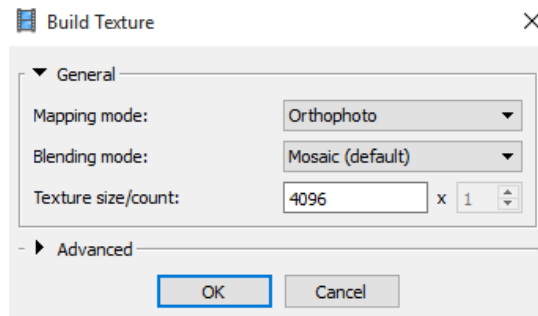 Build Texture
General
Mapping mode: Orthophoto
Blending mode: Mosaic (default)
Texture size/count: 4096 x 1
Advanced
OK Cancel